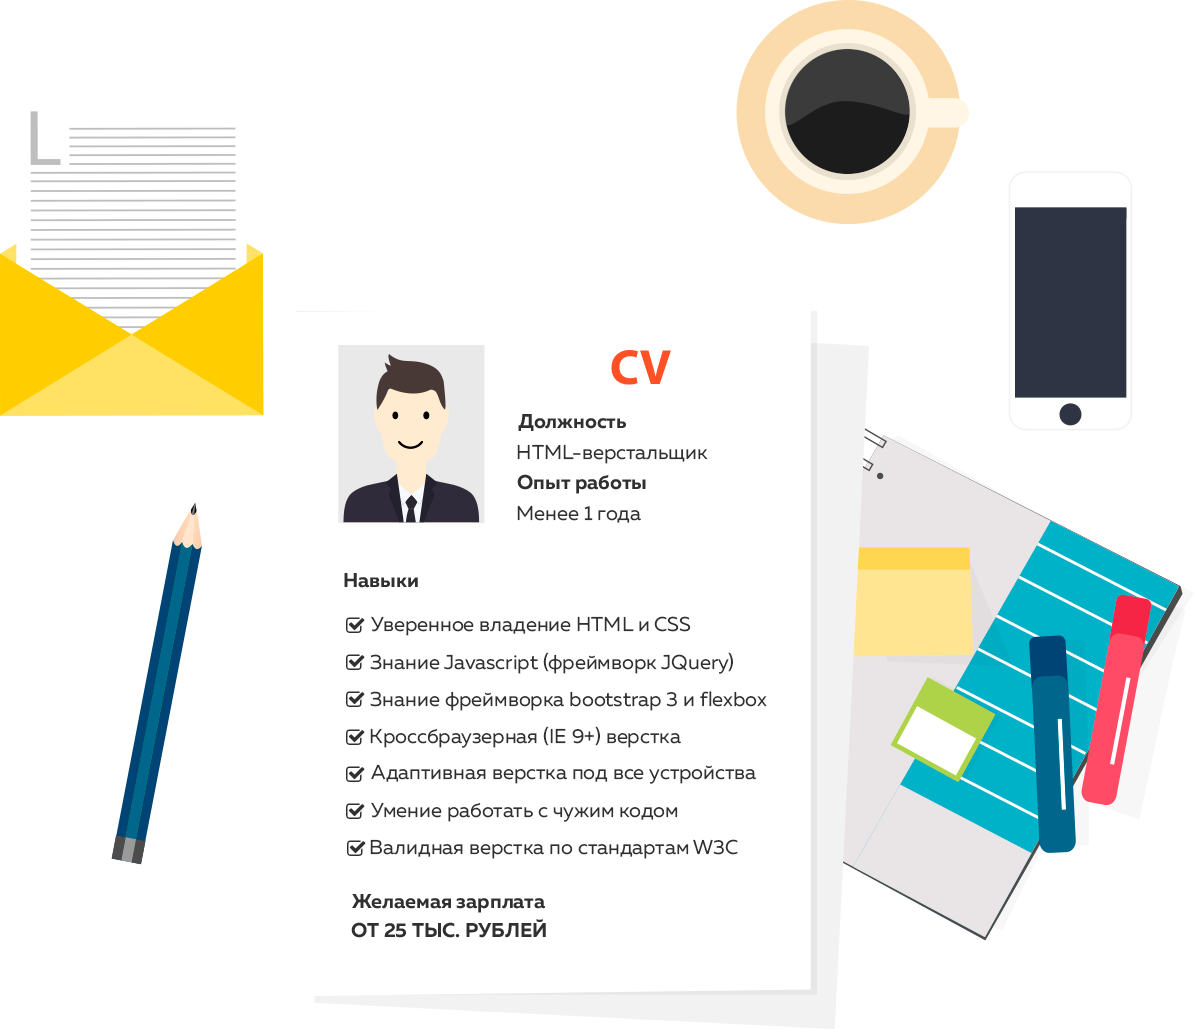 L
CV
Должность
HTML-верстальщик
Опыт работы
Менее 1 года
Навыки
Уверенное владение HTML и CSS
Знание Javascript (фреймворк JQuery)
Знание фреймворка bootstrap 3 и flexbox
Кроссбраузерная (IE 9+) верстка
Адаптивная верстка под все устройства
Умение работать с чужим кодом
Валидная верстка по стандартам W3C
Желаемая зарплата
ОТ 25 ТЫС. РУБЛЕЙ